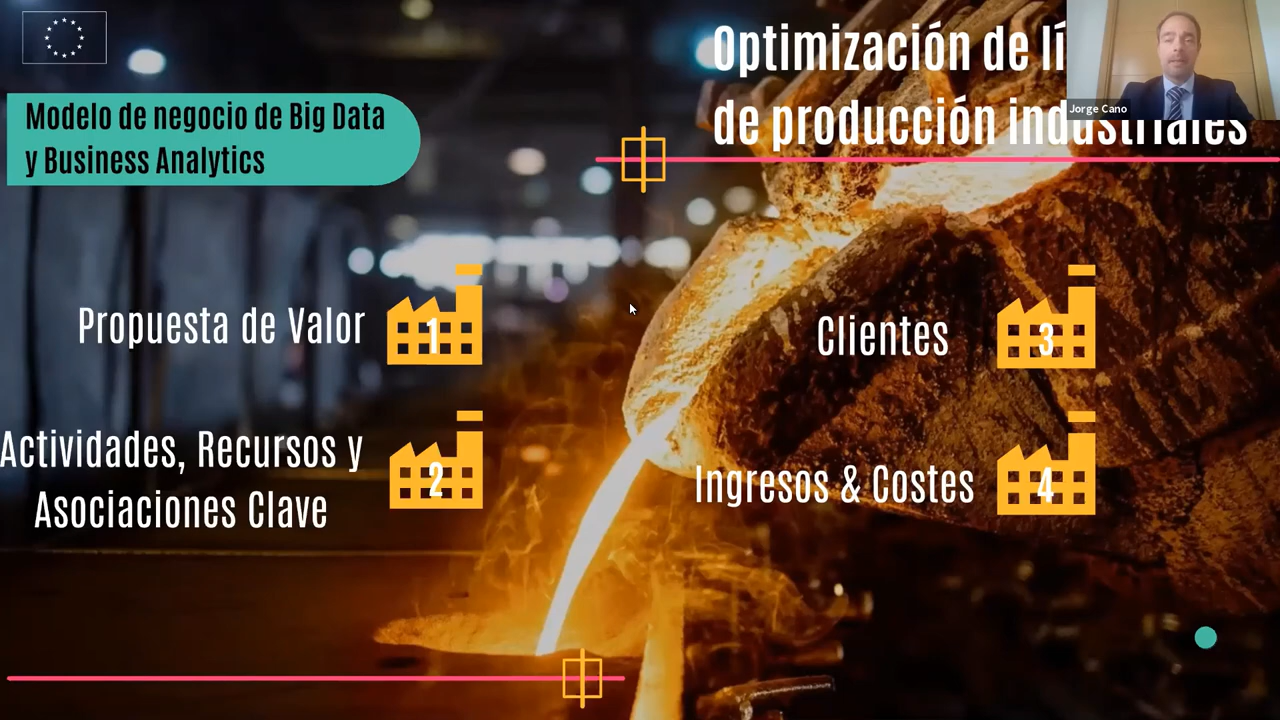 Optimización de lí
de producción industriales
Jorge Cano
Modelo de negocio de Big Data
y Business Analytics
Propuesta de Valor
1
Clientes
3
Actividades, Recursos y
Asociaciones Clave
2
Ingresos & Costes
4